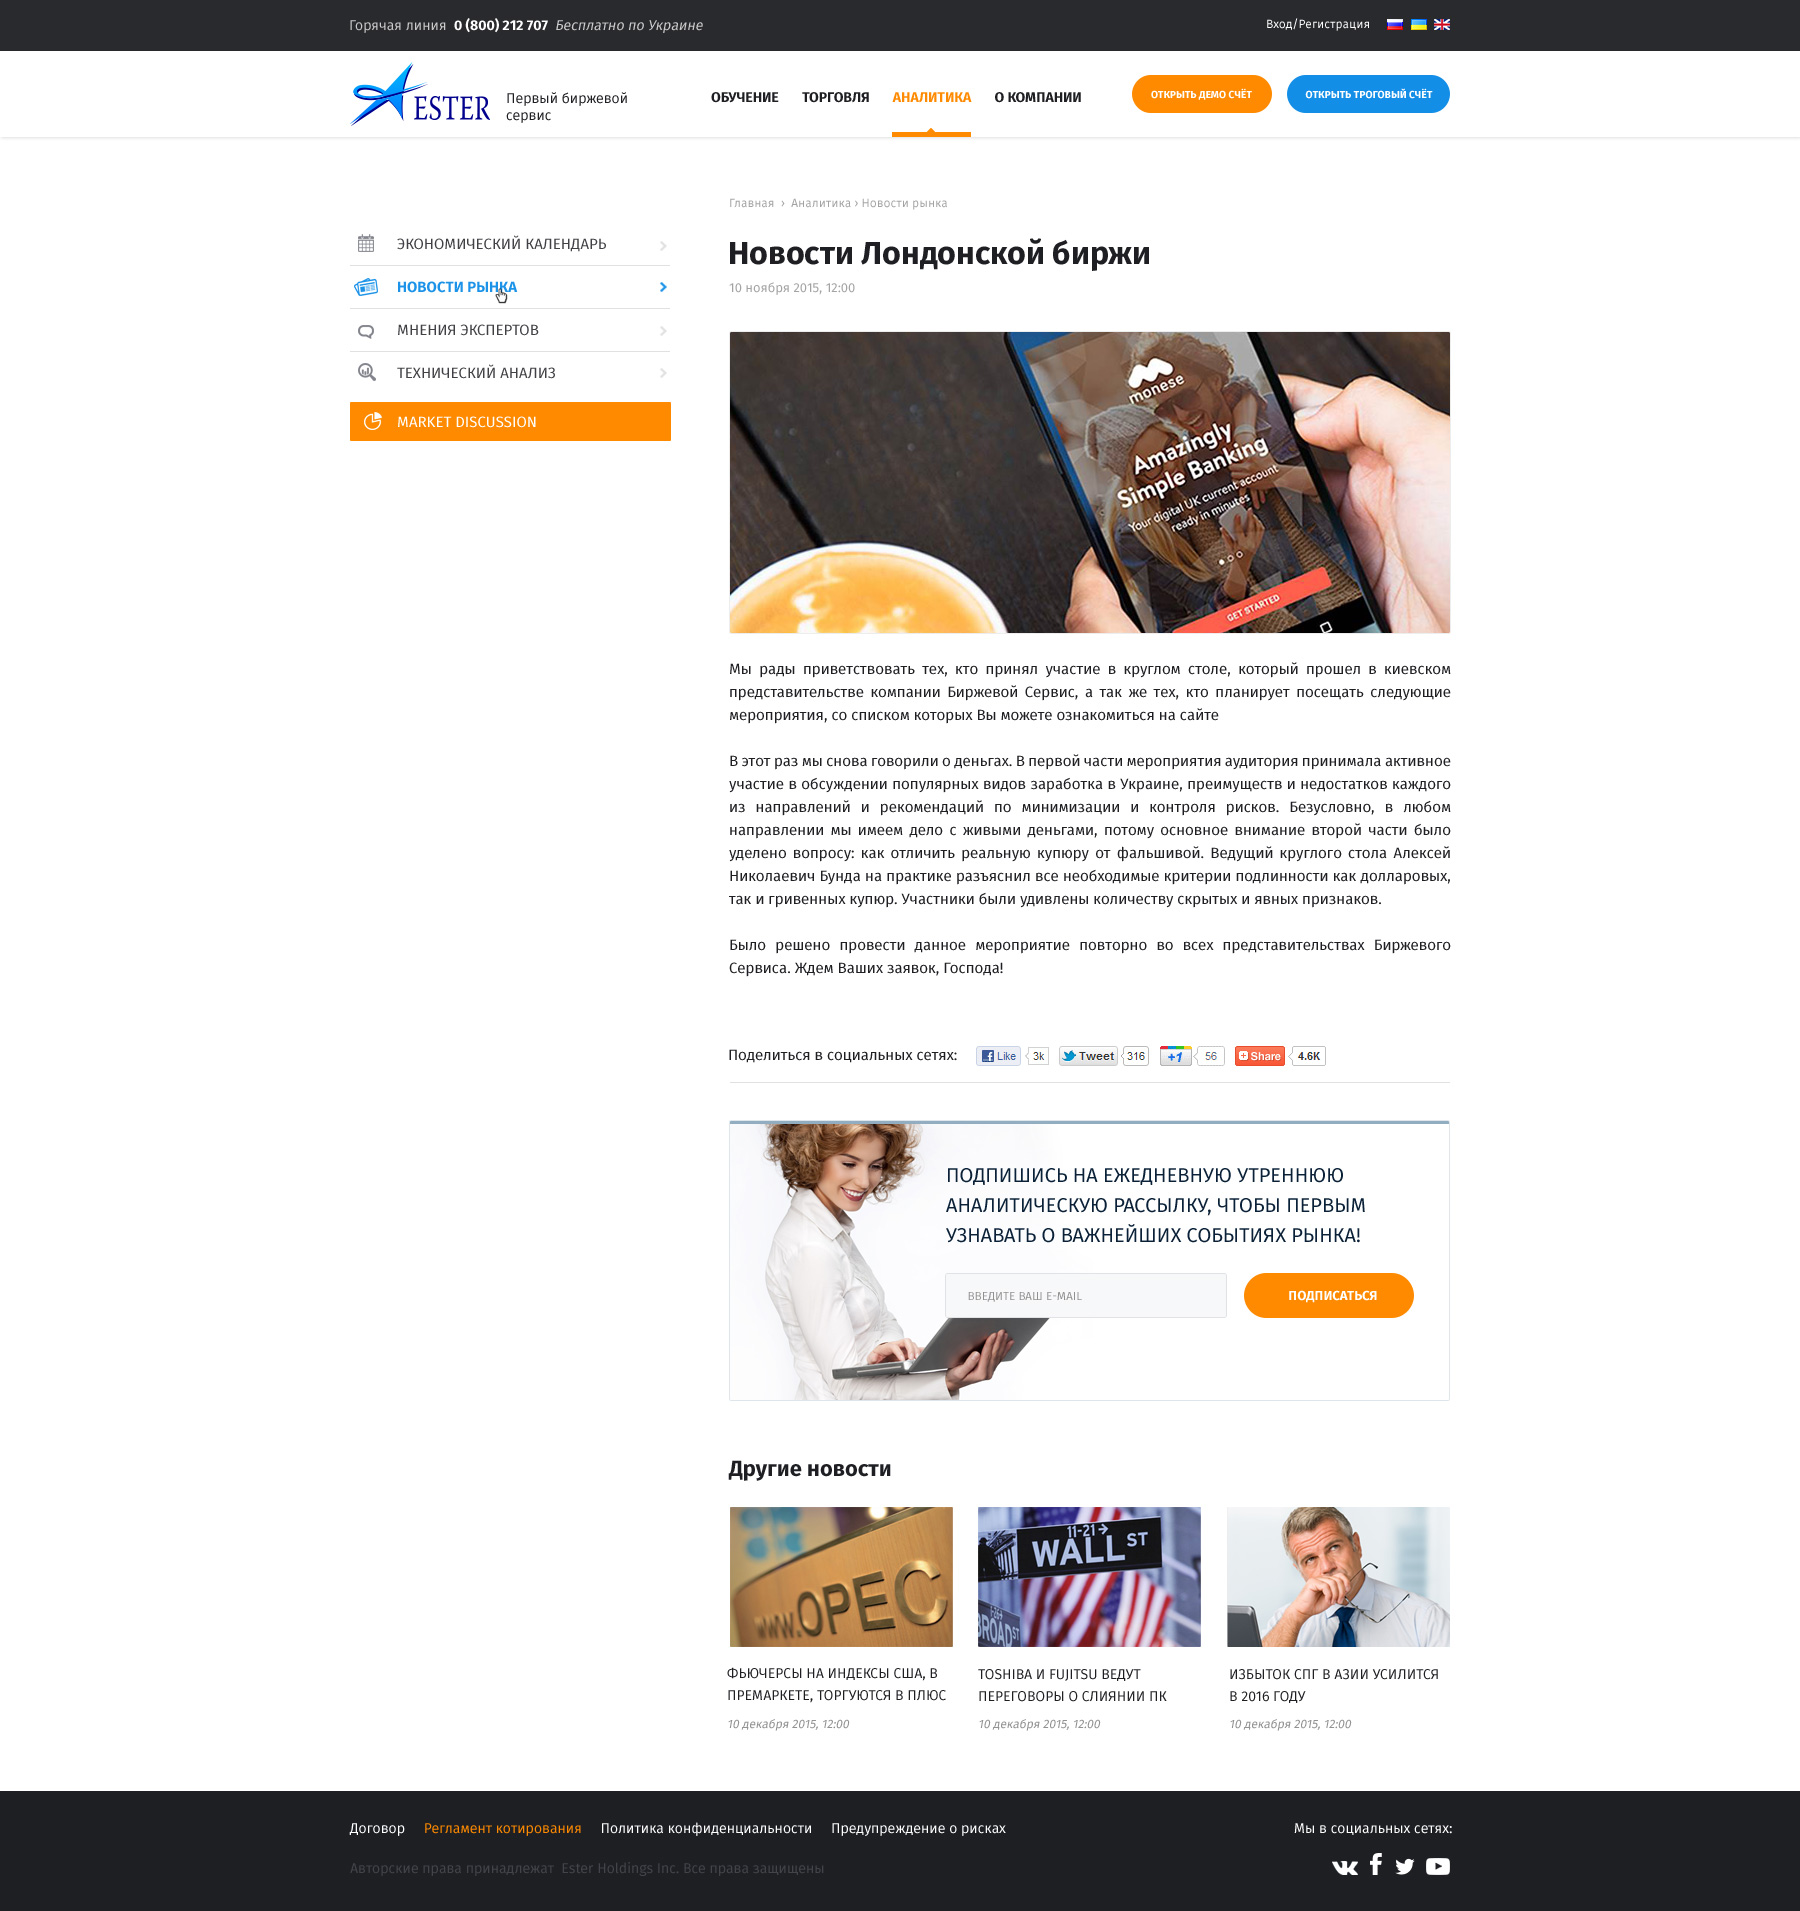 Горячая линия 0 (800) 212 707 Бесплатно по Украине
Вход/Регистрация
ESTER
Первый биржевой
сервис
ОБУЧЕНИЕ ТОРГОВЛЯ АНАЛИТИКА О КОМПАНИИ
ОТКРЫТЬ ДЕМО СЧЁТ
ОТКРЫТЬ ТРОГОВЫЙ СЧЁТ
Главная › Аналитика › Новости рынка
ЭКОНОМИЧЕСКИЙ КАЛЕНДАРЬ
НОВОСТИ РЫНКА
МНЕНИЯ ЭКСПЕРТОВ
ТЕХНИЧЕСКИЙ АНАЛИЗ
MARKET DISCUSSION
Новости Лондонской биржи
10 ноября 2015, 12:00
monese
Amazingly
Simple Banking
Your digital UK current account
ready in minutes
GET STARTED
Мы рады приветствовать тех, кто принял участие в круглом столе, который прошел в киевском
представительстве компании Биржевой Сервис, а так же тех, кто планирует посещать следующие
мероприятия, со списком которых Вы можете ознакомиться на сайте
В этот раз мы снова говорили о деньгах. В первой части мероприятия аудитория принимала активное
участие в обсуждении популярных видов заработка в Украине, преимуществ и недостатков каждого
из направлений и рекомендаций по минимизации и контроля рисков. Безусловно, в любом
направлении мы имеем дело с живыми деньгами, потому основное внимание второй части было
уделено вопросу: как отличить реальную купюру от фальшивой. Ведущий круглого стола Алексей
Николаевич Бунда на практике разъяснил все необходимые критерии подлинности как долларовых,
так и гривенных купюр. Участники были удивлены количеству скрытых и явных признаков.
Было решено провести данное мероприятие повторно во всех представительствах Биржевого
Сервиса. Ждем Ваших заявок, Господа!
Поделиться в социальных сетях: Like 3k Tweet 316 +1 56 Share 4.6K
ПОДПИШИСЬ НА ЕЖЕДНЕВНУЮ УТРЕННЮЮ
АНАЛИТИЧЕСКУЮ РАССЫЛКУ, ЧТОБЫ ПЕРВЫМ
УЗНАВАТЬ О ВАЖНЕЙШИХ СОБЫТИЯХ РЫНКА!
ВВЕДИТЕ ВАШ E-MAIL
ПОДПИСАТЬСЯ
Другие новости
www.OPEC
11-21
WALL ST
BROAD ST
ФЬЮЧЕРСЫ НА ИНДЕКСЫ США, В
ПРЕМАРКЕТЕ, ТОРГУЮТСЯ В ПЛЮС
10 декабря 2015, 12:00
TOSHIBA И FUJITSU ВЕДУТ
ПЕРЕГОВОРЫ О СЛИЯНИИ ПК
10 декабря 2015, 12:00
ИЗБЫТОК СПГ В АЗИИ УСИЛИТСЯ
В 2016 ГОДУ
10 декабря 2015, 12:00
Договор Регламент котирования Политика конфиденциальности Предупреждение о рисках
Мы в социальных сетях:
Авторские права принадлежат Ester Holdings Inc. Все права защищены